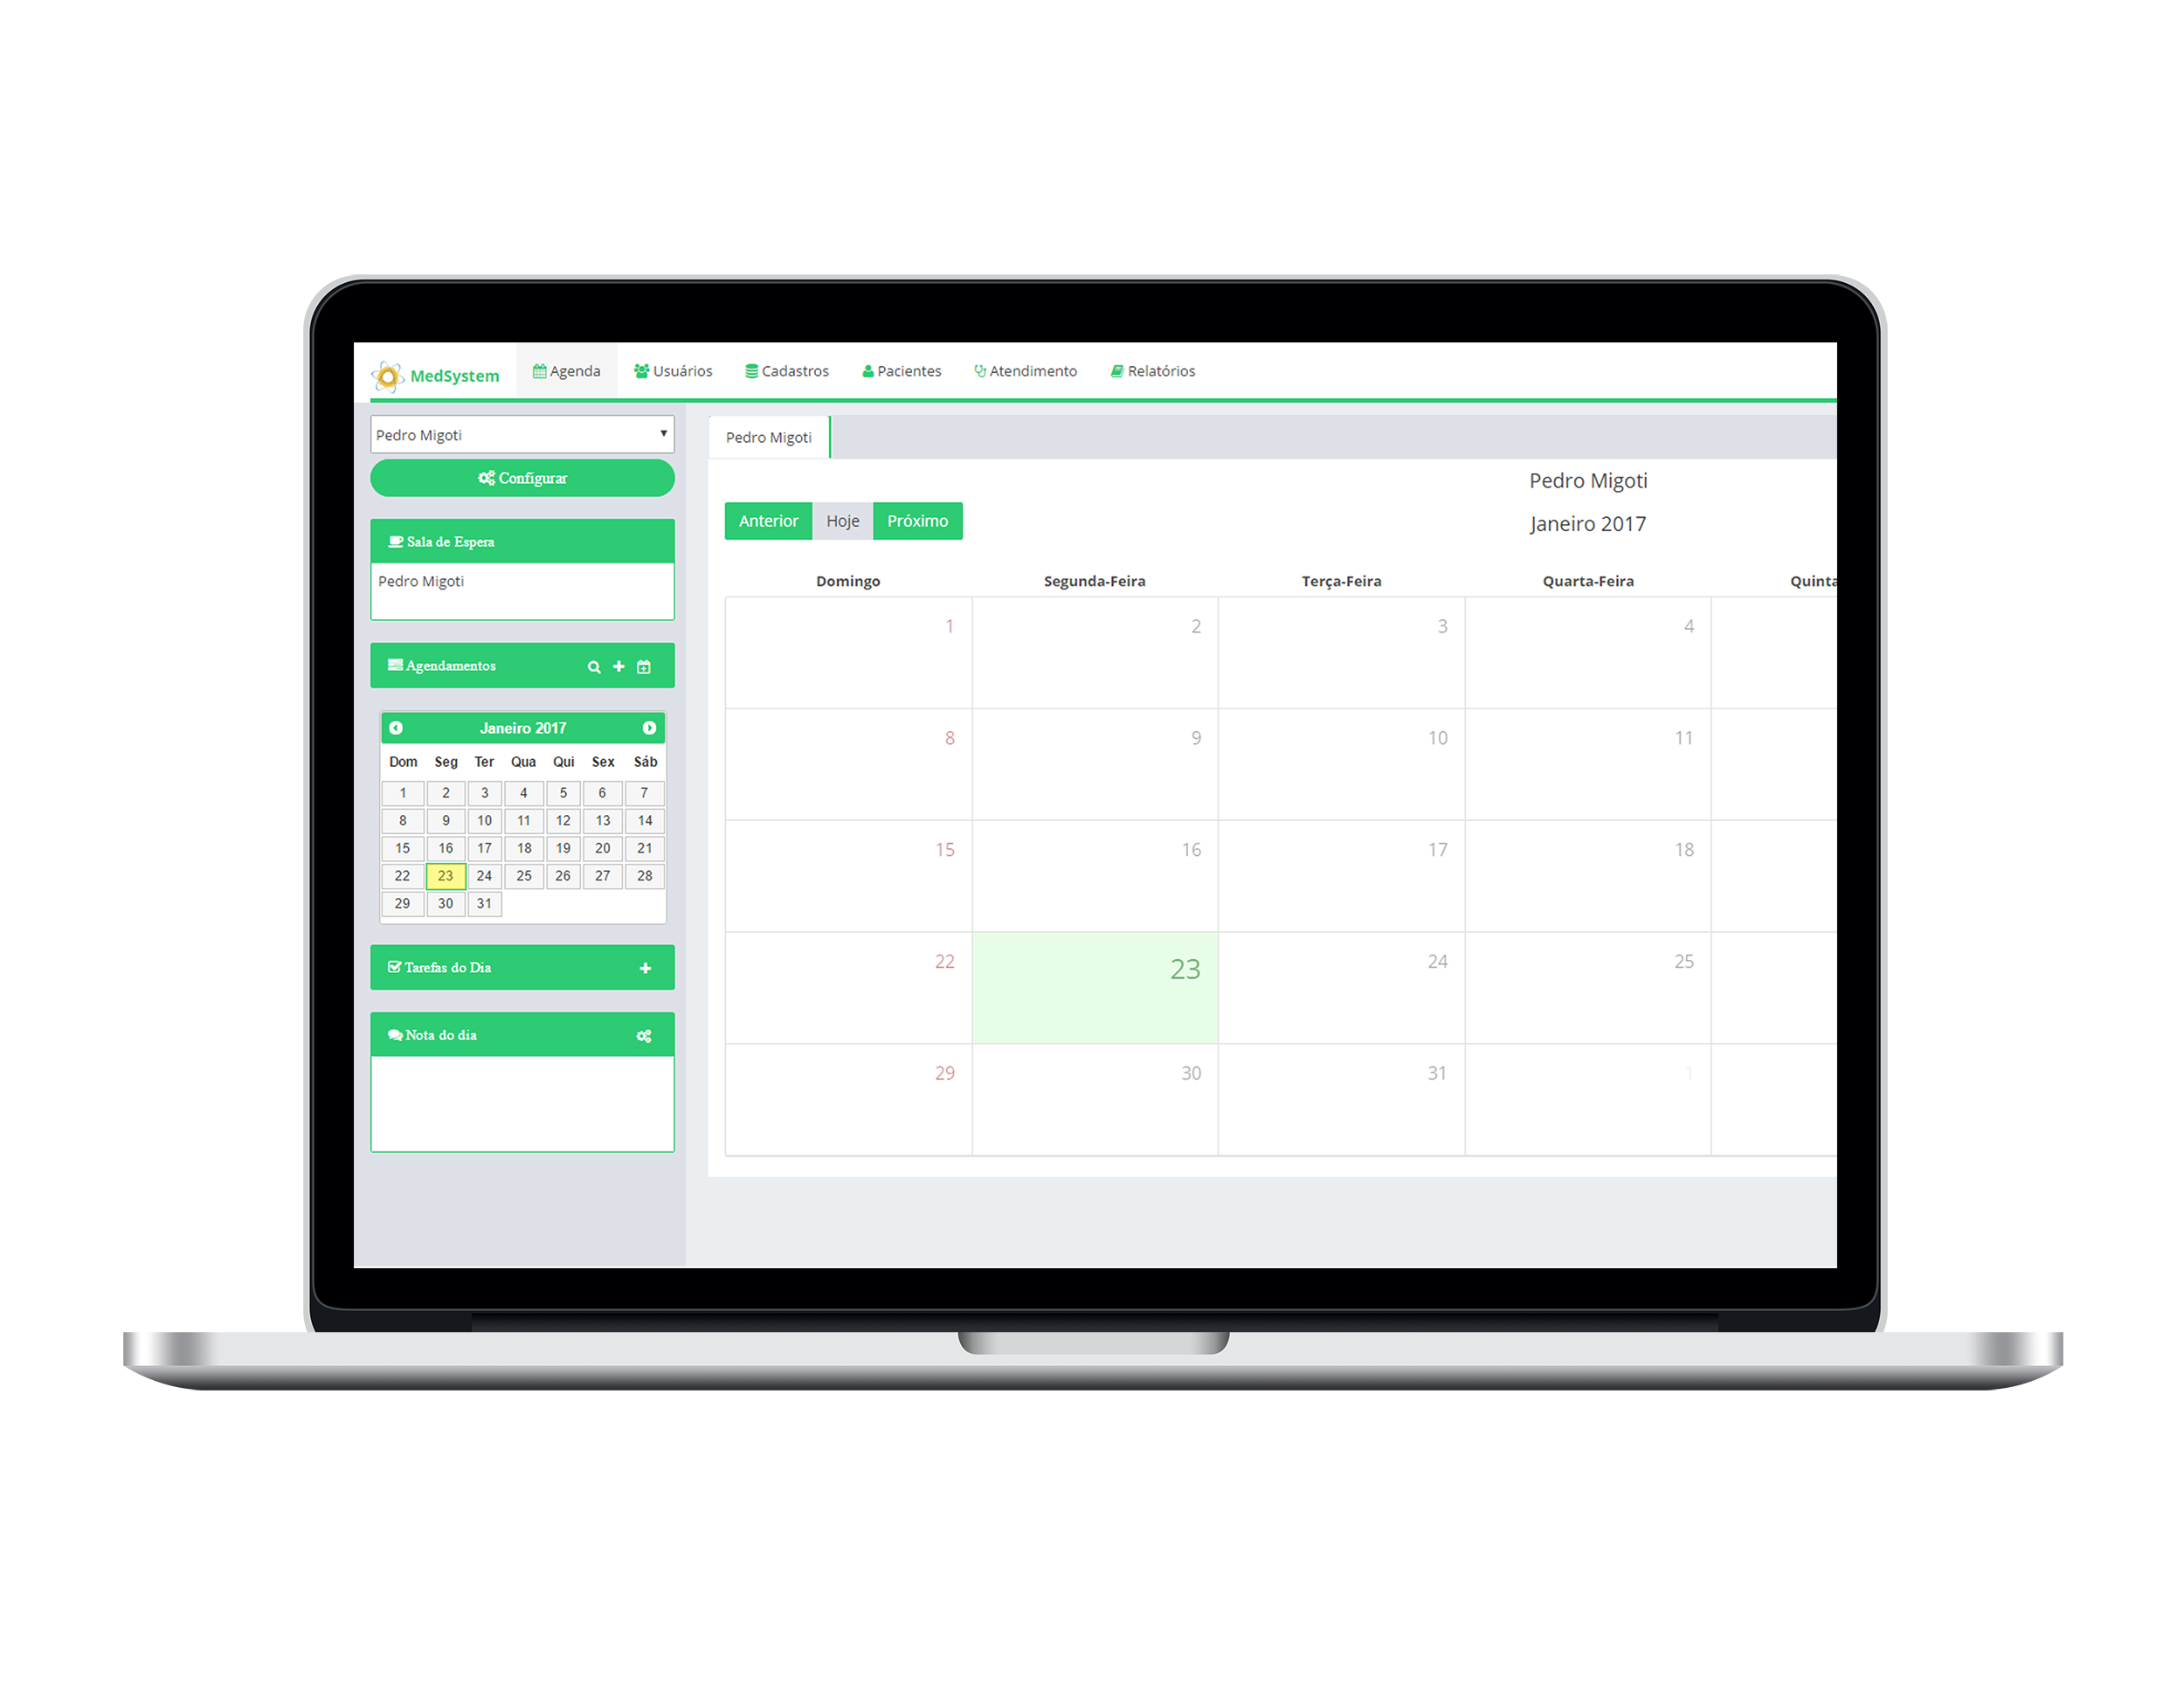 MedSystem Agenda Usuários Cadastros Pacientes Atendimento Relatórios
Pedro Migoti
Configurar
Sala de Espera
Pedro Migoti
Agendamentos
Janeiro 2017
Dom Seg Ter Qua Qui Sex Sáb
1 2 3 4 5 6 7
8 9 10 11 12 13 14
15 16 17 18 19 20 21
22 23 24 25 26 27 28
29 30 31
Tarefas do Dia
Nota do dia
Pedro Migoti
Pedro Migoti
Anterior Hoje Próximo
Janeiro 2017
Domingo Segunda-Feira Terça-Feira Quarta-Feira Quinta
1 2 3 4
8 9 10 11
15 16 17 18
22 23 24 25
29 30 31 1